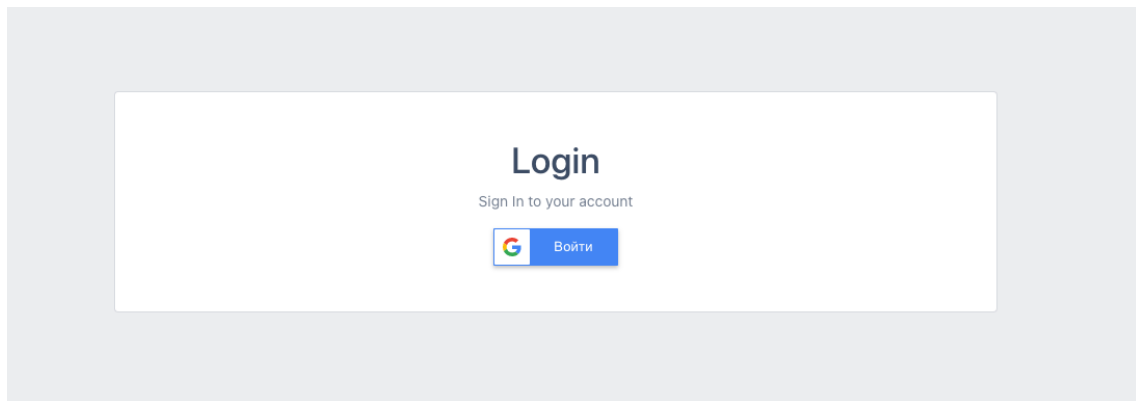 Login
Sign In to your account
Войти